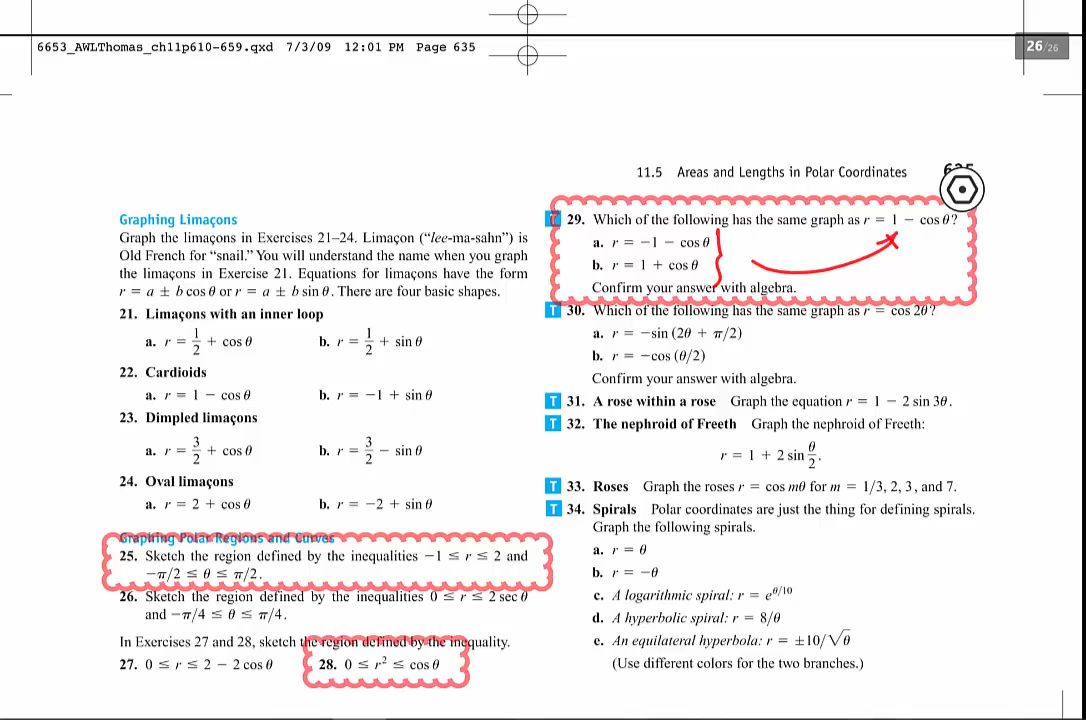 6653_AWLThomas_ch11p610-659.qxd 7/3/09 12:01 PM Page 635
26/26
11.5 Areas and Lengths in Polar Coordinates
Graphing Limaçons
Graph the limaçons in Exercises 21–24. Limaçon (“lee-ma-sahn”) is
Old French for “snail.” You will understand the name when you graph
the limaçons in Exercise 21. Equations for limaçons have the form
r = a ± b cos θ or r = a ± b sin θ. There are four basic shapes.
21. Limaçons with an inner loop
a. r = 1/2 + cos θ b. r = 1/2 + sin θ
22. Cardioids
a. r = 1 − cos θ b. r = −1 + sin θ
23. Dimpled limaçons
a. r = 3/2 + cos θ b. r = 3/2 − sin θ
24. Oval limaçons
a. r = 2 + cos θ b. r = −2 + sin θ
Graphing Polar Regions and Curves
25. Sketch the region defined by the inequalities −1 ≤ r ≤ 2 and
−π/2 ≤ θ ≤ π/2.
26. Sketch the region defined by the inequalities 0 ≤ r ≤ 2 sec θ
and −π/4 ≤ θ ≤ π/4.
In Exercises 27 and 28, sketch the region defined by the inequality.
27. 0 ≤ r ≤ 2 − 2 cos θ 28. 0 ≤ r² ≤ cos θ
T 29. Which of the following has the same graph as r = 1 − cos θ?
a. r = −1 − cos θ
b. r = 1 + cos θ
Confirm your answer with algebra.
T 30. Which of the following has the same graph as r = cos 2θ?
a. r = −sin (2θ + π/2)
b. r = −cos (θ/2)
Confirm your answer with algebra.
T 31. A rose within a rose Graph the equation r = 1 − 2 sin 3θ.
T 32. The nephroid of Freeth Graph the nephroid of Freeth:
r = 1 + 2 sin θ/2.
T 33. Roses Graph the roses r = cos mθ for m = 1/3, 2, 3, and 7.
T 34. Spirals Polar coordinates are just the thing for defining spirals.
Graph the following spirals.
a. r = θ
b. r = −θ
c. A logarithmic spiral: r = e^(θ/10)
d. A hyperbolic spiral: r = 8/θ
e. An equilateral hyperbola: r = ±10/√θ
(Use different colors for the two branches.)